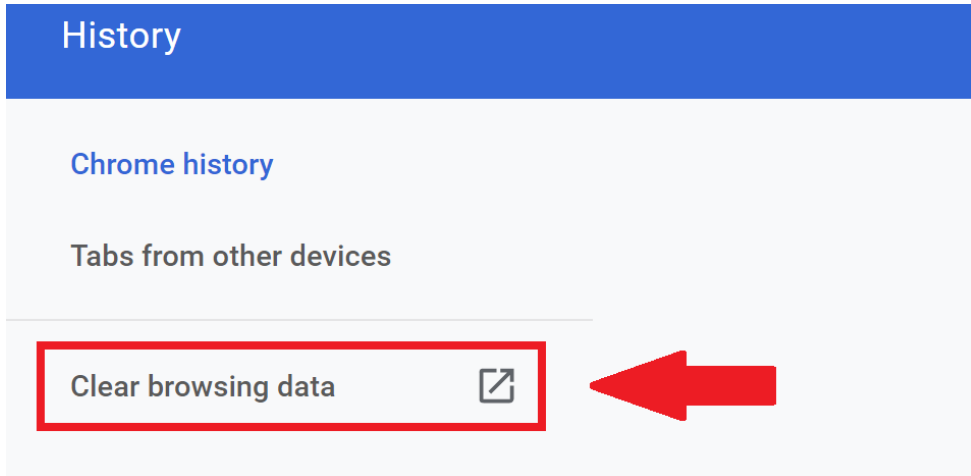 History
Chrome history
Tabs from other devices
Clear browsing data